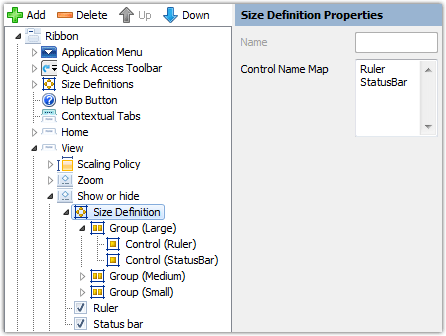 Add Delete Up Down
Ribbon
Application Menu
Quick Access Toolbar
Size Definitions
Help Button
Contextual Tabs
Home
View
Scaling Policy
Zoom
Show or hide
Size Definition
Group (Large)
Control (Ruler)
Control (StatusBar)
Group (Medium)
Group (Small)
Ruler
Status bar
Size Definition Properties
Name
Control Name Map
Ruler
StatusBar